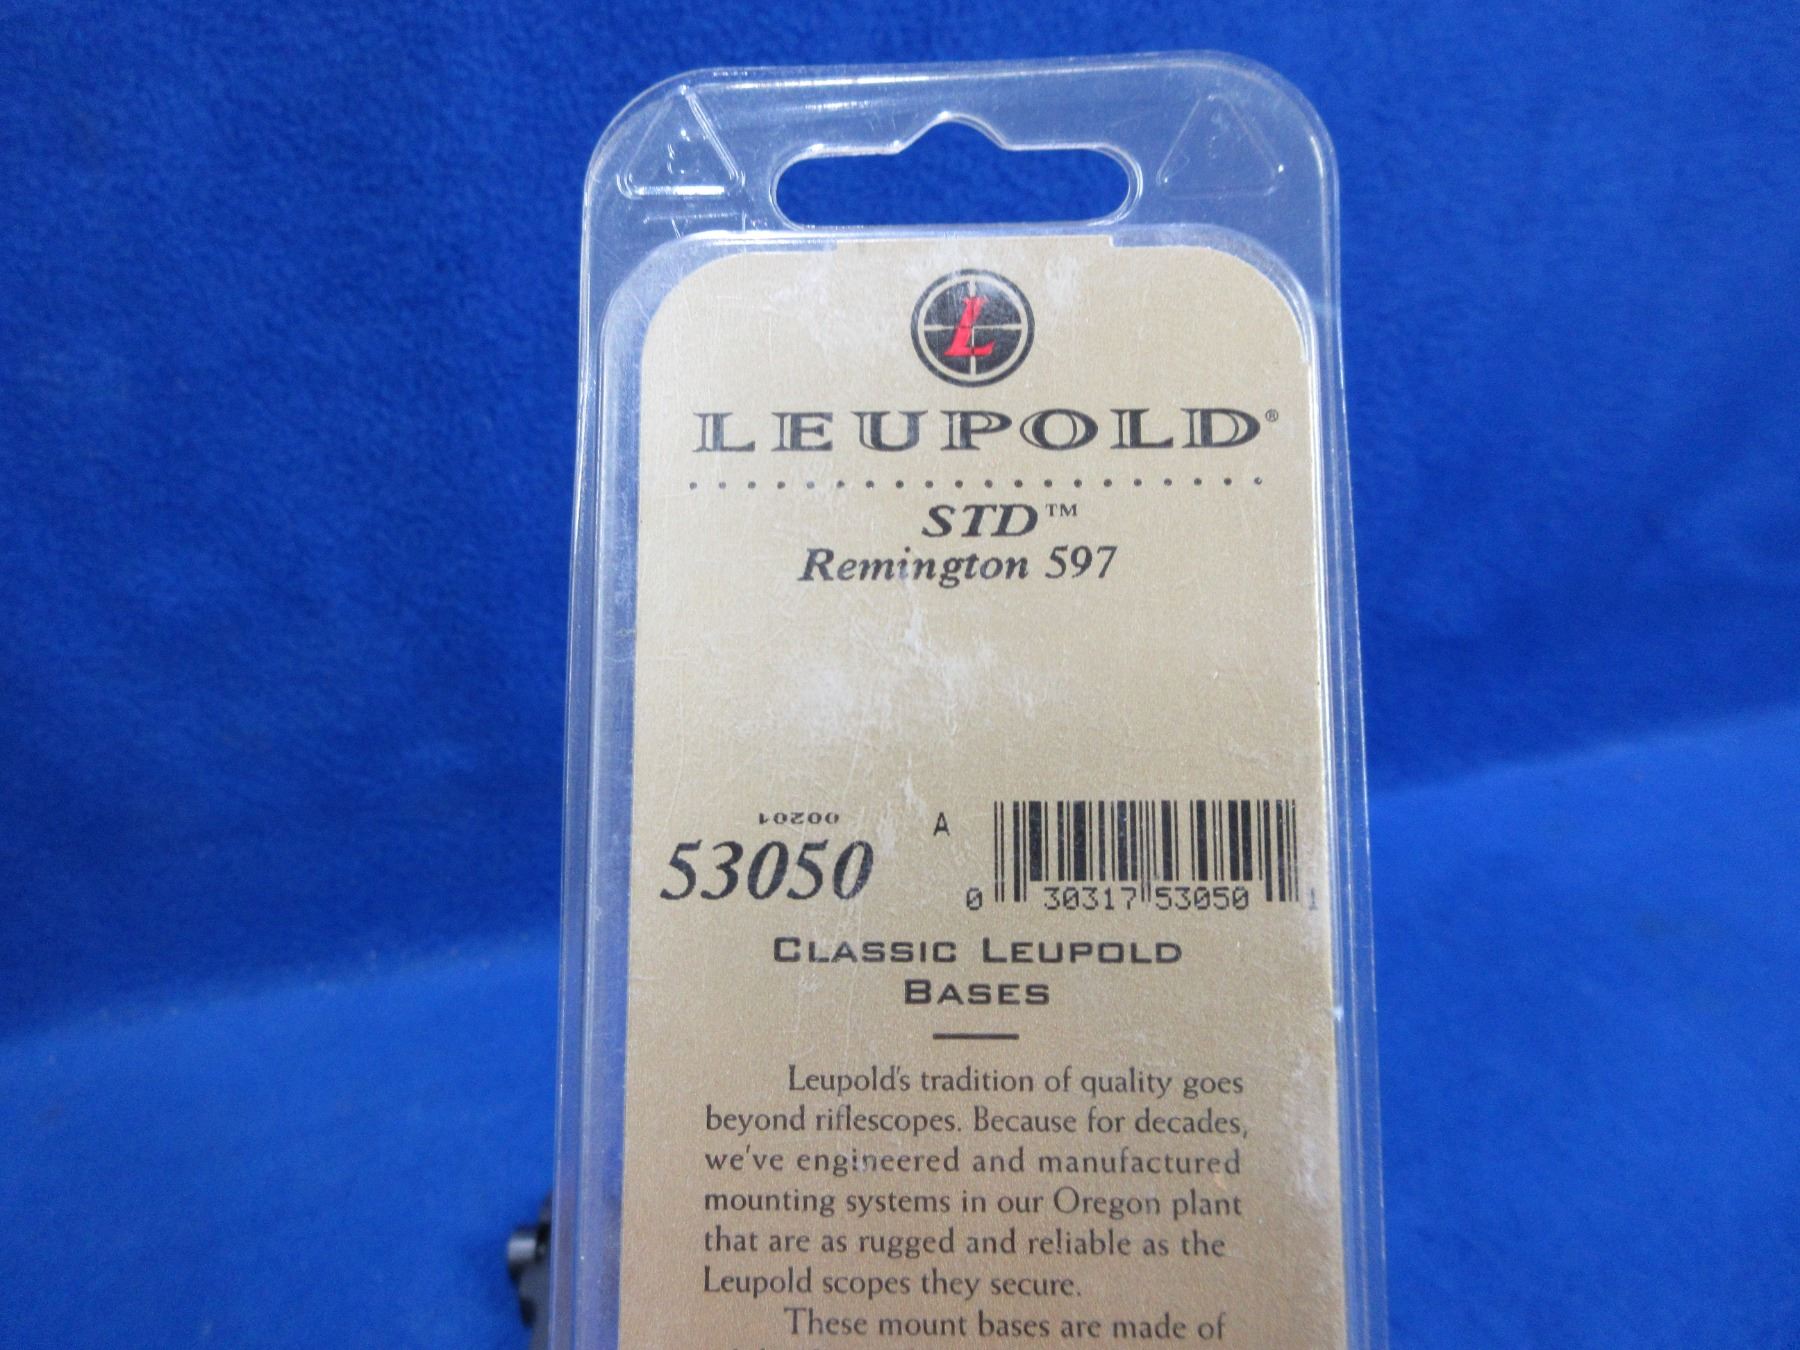 L
LEUPOLD®
STD™
Remington 597
00201
53050
A
0 30317 53050 1
CLASSIC LEUPOLD
BASES
Leupold's tradition of quality goes
beyond riflescopes. Because for decades,
we've engineered and manufactured
mounting systems in our Oregon plant
that are as rugged and reliable as the
Leupold scopes they secure.
These mount bases are made of